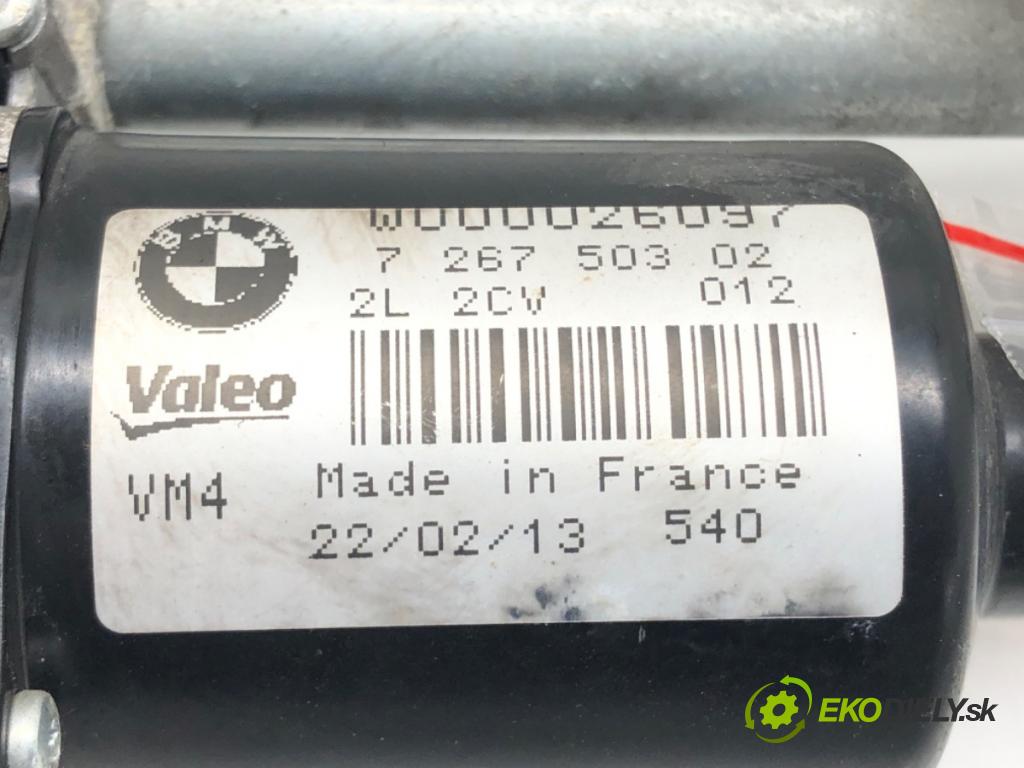 W000026097
BMW
7 267 503 02
2L 2CV 012
Valeo
VM4 Made in France
22/02/13 540
EKODIELY.sk